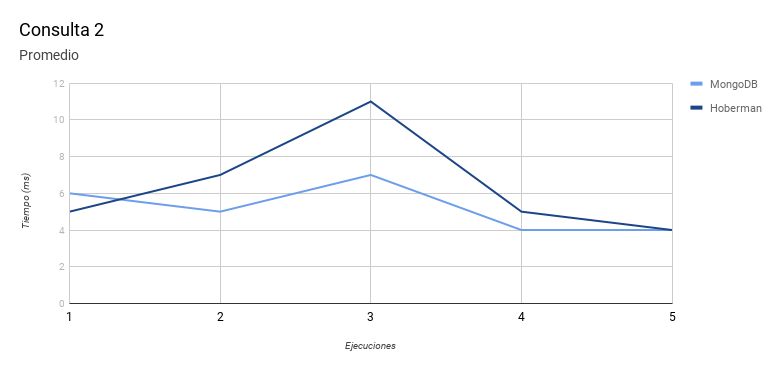 Consulta 2
Promedio
MongoDB
Hoberman
12
10
8
6
4
2
0
Tiempo (ms)
1 2 3 4 5
Ejecuciones